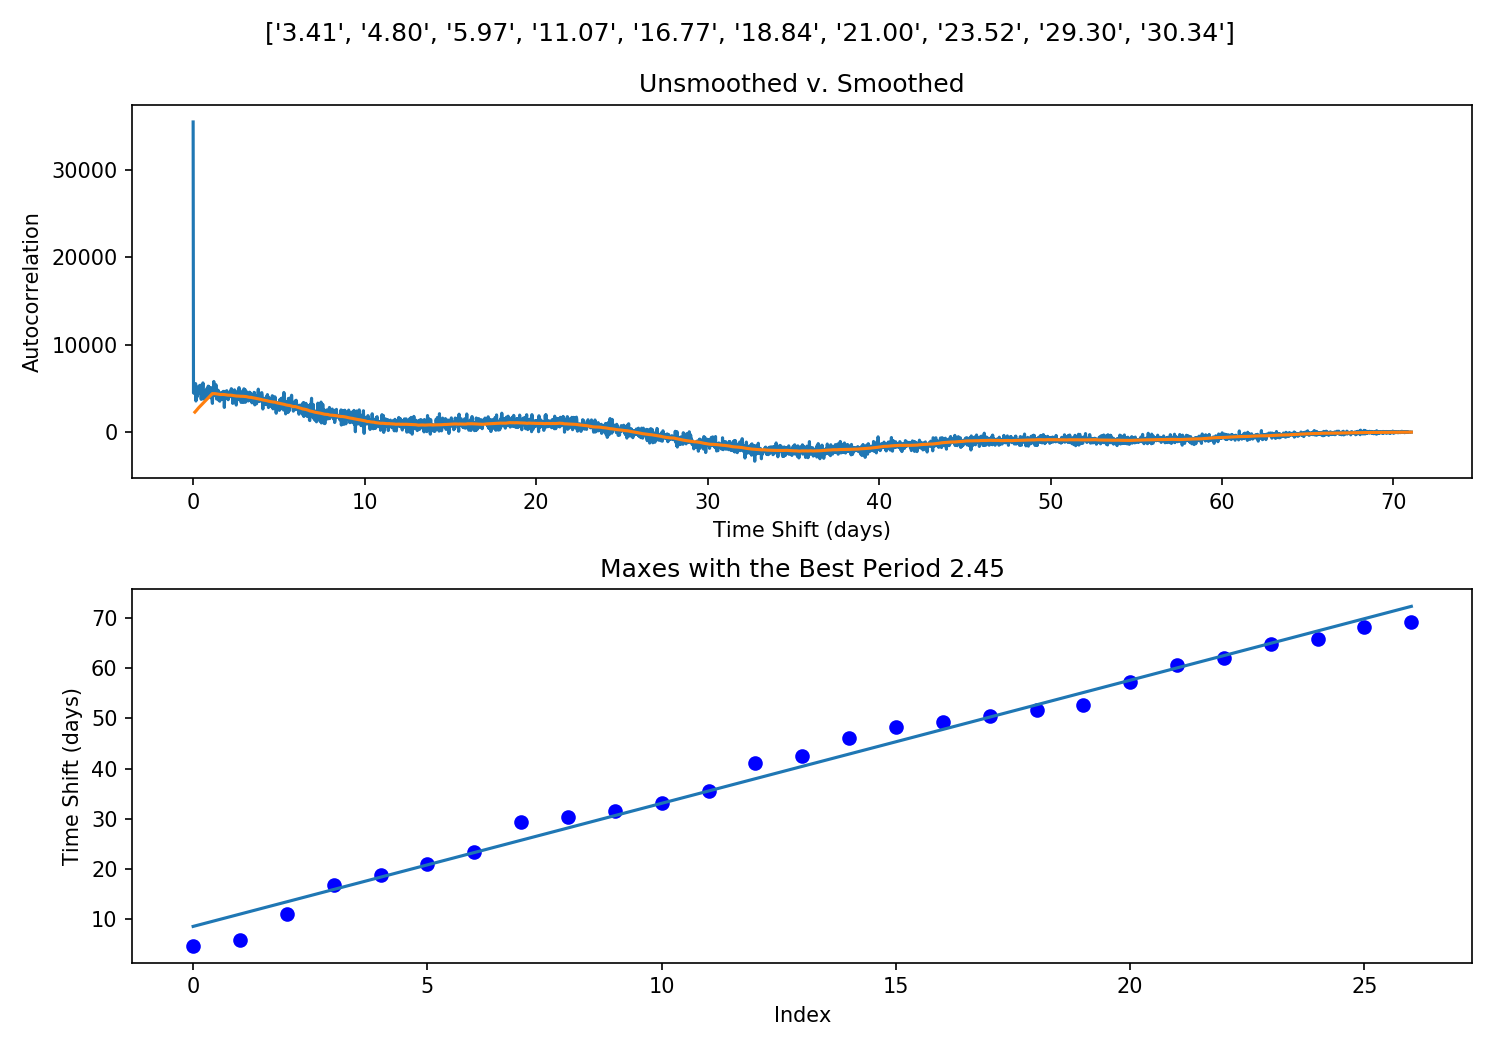 ['3.41', '4.80', '5.97', '11.07', '16.77', '18.84', '21.00', '23.52', '29.30', '30.34']
Unsmoothed v. Smoothed
Autocorrelation
30000
20000
10000
0
0 10 20 30 40 50 60 70
Time Shift (days)
Maxes with the Best Period 2.45
Time Shift (days)
70
60
50
40
30
20
10
0 5 10 15 20 25
Index